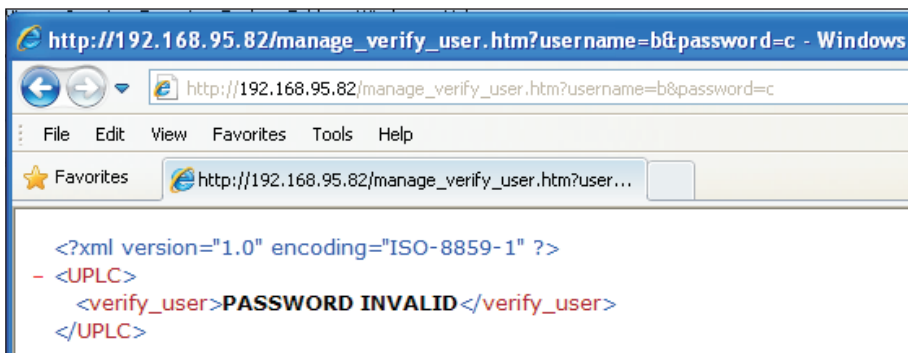 http://192.168.95.82/manage_verify_user.htm?username=b&password=c - Windows
http://192.168.95.82/manage_verify_user.htm?username=b&password=c
File Edit View Favorites Tools Help
Favorites http://192.168.95.82/manage_verify_user.htm?user...
<?xml version="1.0" encoding="ISO-8859-1" ?>
- <UPLC>
<verify_user>PASSWORD INVALID</verify_user>
</UPLC>